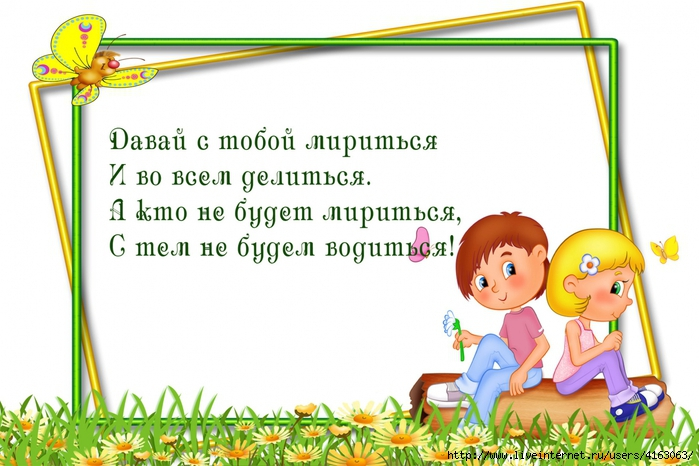 Давай с тобой мириться
И во всем делиться.
А кто не будет мириться,
С тем не будем водиться!
http://www.liveinternet.ru/users/4163063/